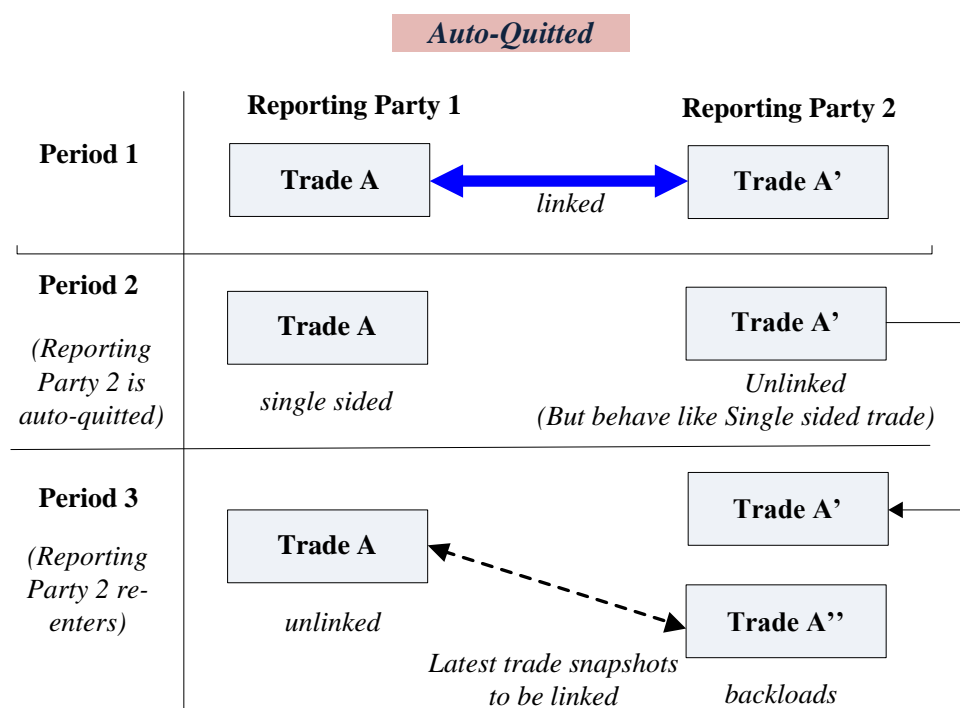 Auto-Quitted
Reporting Party 1
Reporting Party 2
Period 1
Trade A
linked
Trade A’
Period 2
(Reporting
Party 2 is
auto-quitted)
Trade A
single sided
Trade A’
Unlinked
(But behave like Single sided trade)
Period 3
(Reporting
Party 2 re-
enters)
Trade A
unlinked
Trade A’
Trade A’’
Latest trade snapshots
to be linked
backloads